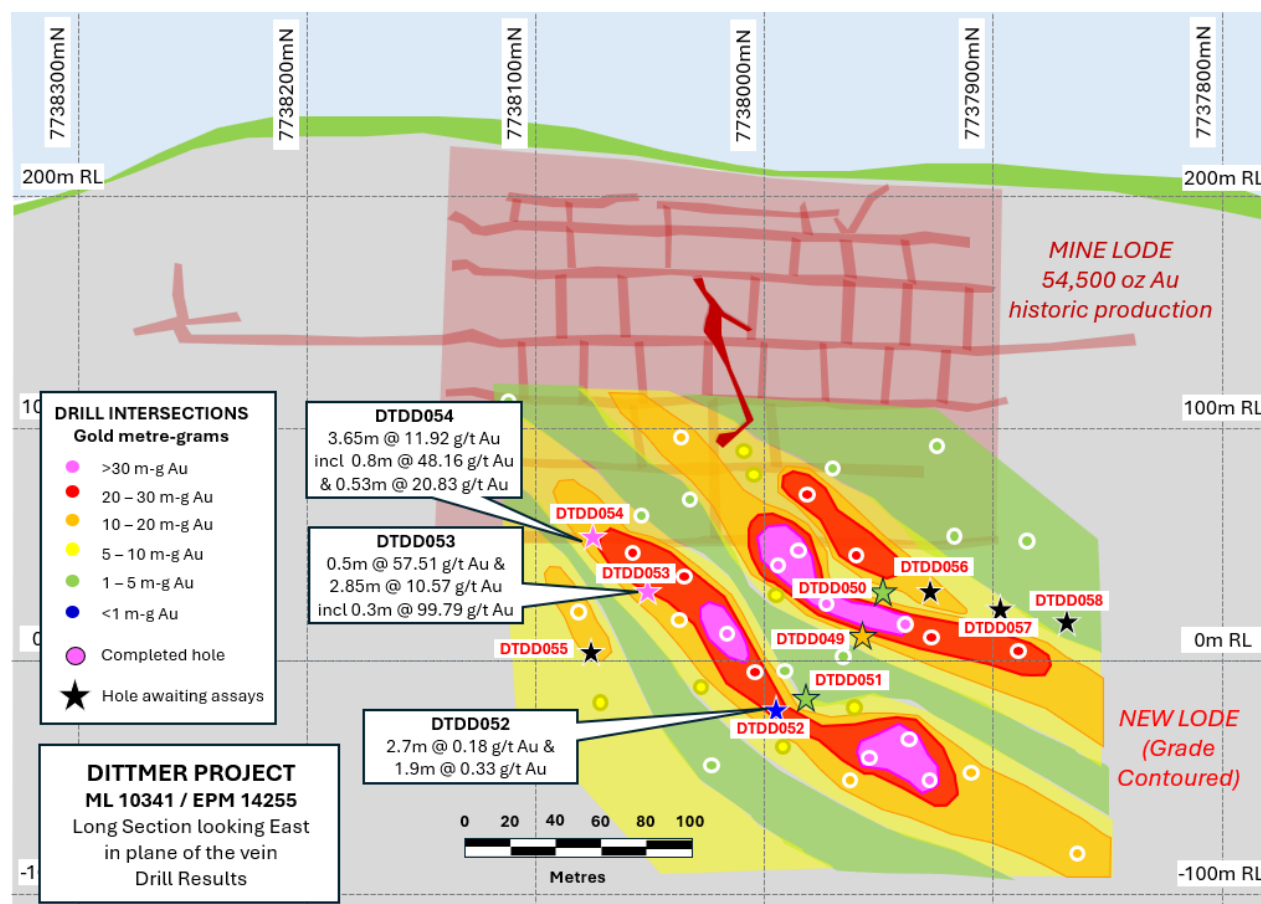 7738300mN
7738200mN
7738100mN
7738000mN
7737900mN
7737800mN
200m RL
200m RL
MINE LODE
54,500 oz Au
historic production
100m RL
DRILL INTERSECTIONS
Gold metre-grams
>30 m-g Au
20 – 30 m-g Au
10 – 20 m-g Au
5 – 10 m-g Au
1 – 5 m-g Au
<1 m-g Au
Completed hole
Hole awaiting assays
DTDD054
3.65m @ 11.92 g/t Au
incl 0.8m @ 48.16 g/t Au
& 0.53m @ 20.83 g/t Au
DTDD054
DTDD053
0.5m @ 57.51 g/t Au &
2.85m @ 10.57 g/t Au
incl 0.3m @ 99.79 g/t Au
DTDD053
DTDD050
DTDD056
DTDD058
DTDD057
DTDD049
0m RL
DTDD055
DTDD051
DTDD052
2.7m @ 0.18 g/t Au &
1.9m @ 0.33 g/t Au
DTDD052
NEW LODE
(Grade
Contoured)
DITTMER PROJECT
ML 10341 / EPM 14255
Long Section looking East
in plane of the vein
Drill Results
0 20 40 60 80 100
Metres
-100m RL